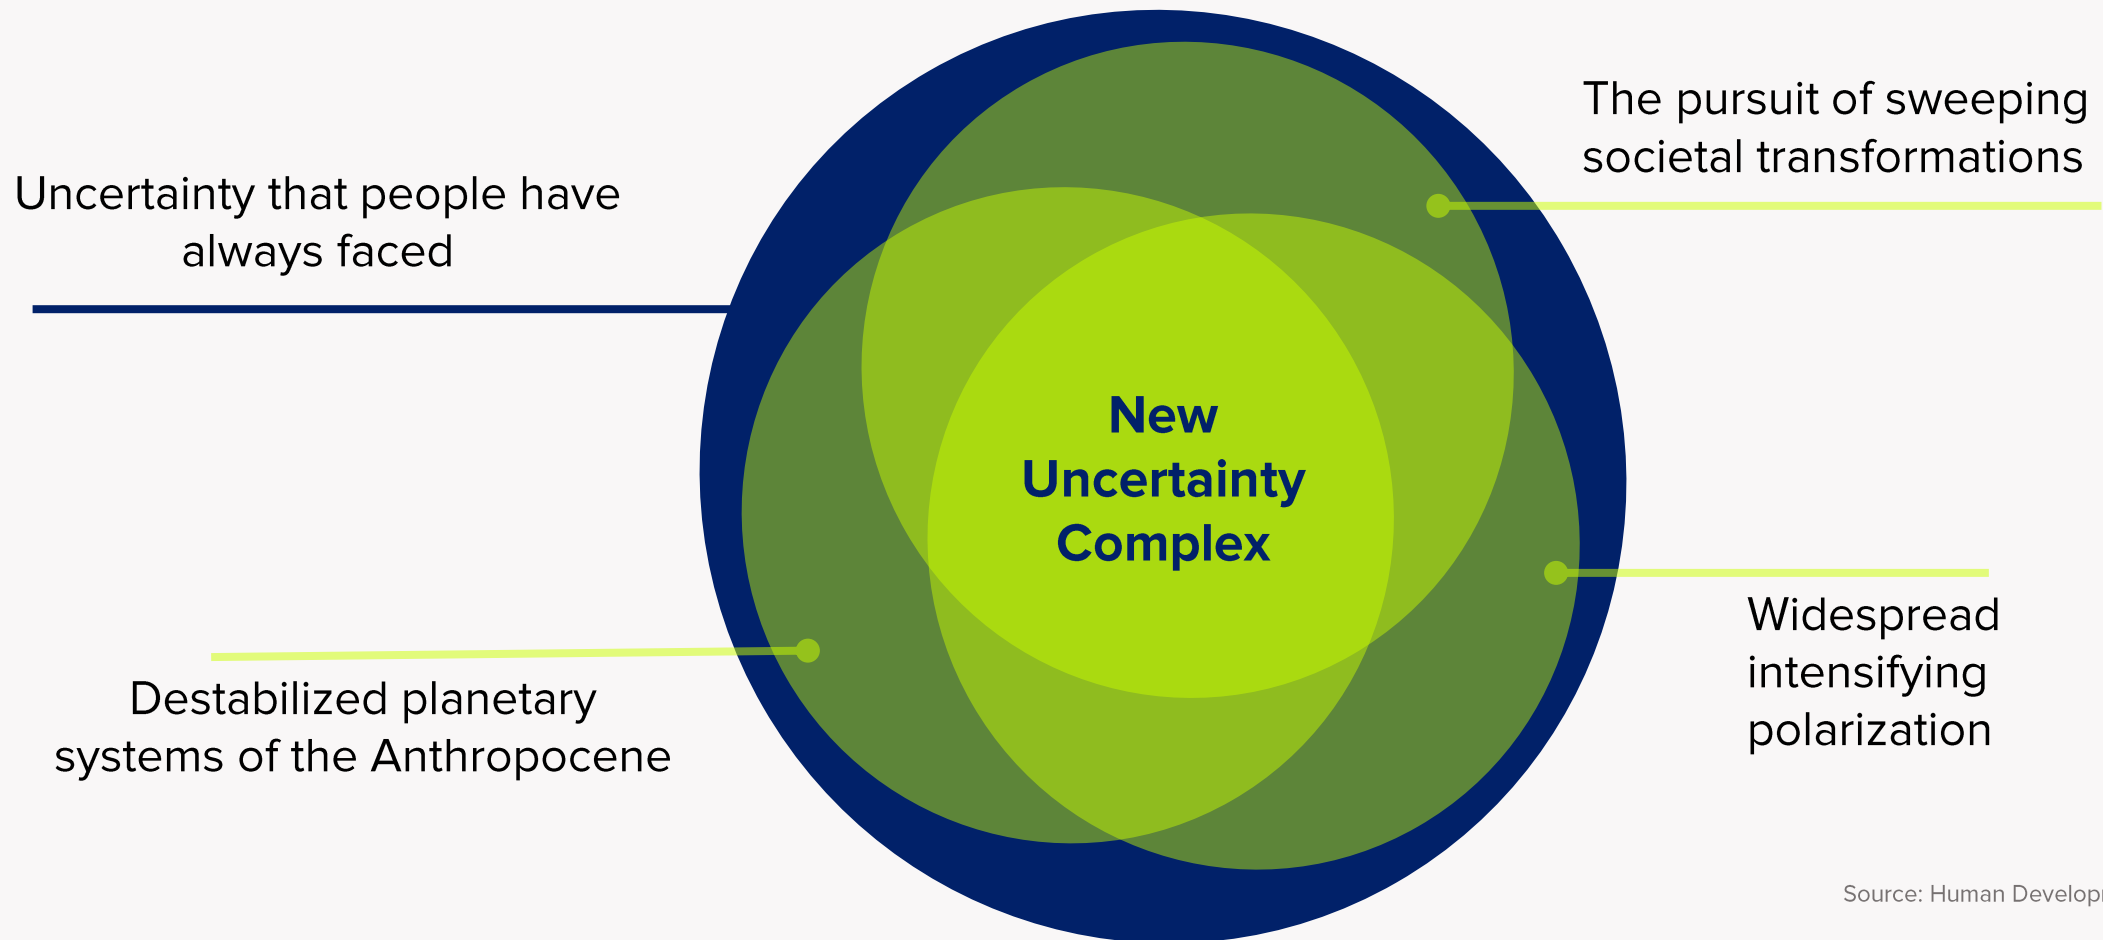 The pursuit of sweeping
societal transformations
Uncertainty that people have
always faced
New
Uncertainty
Complex
Widespread
intensifying
polarization
Destabilized planetary
systems of the Anthropocene
Source: Human